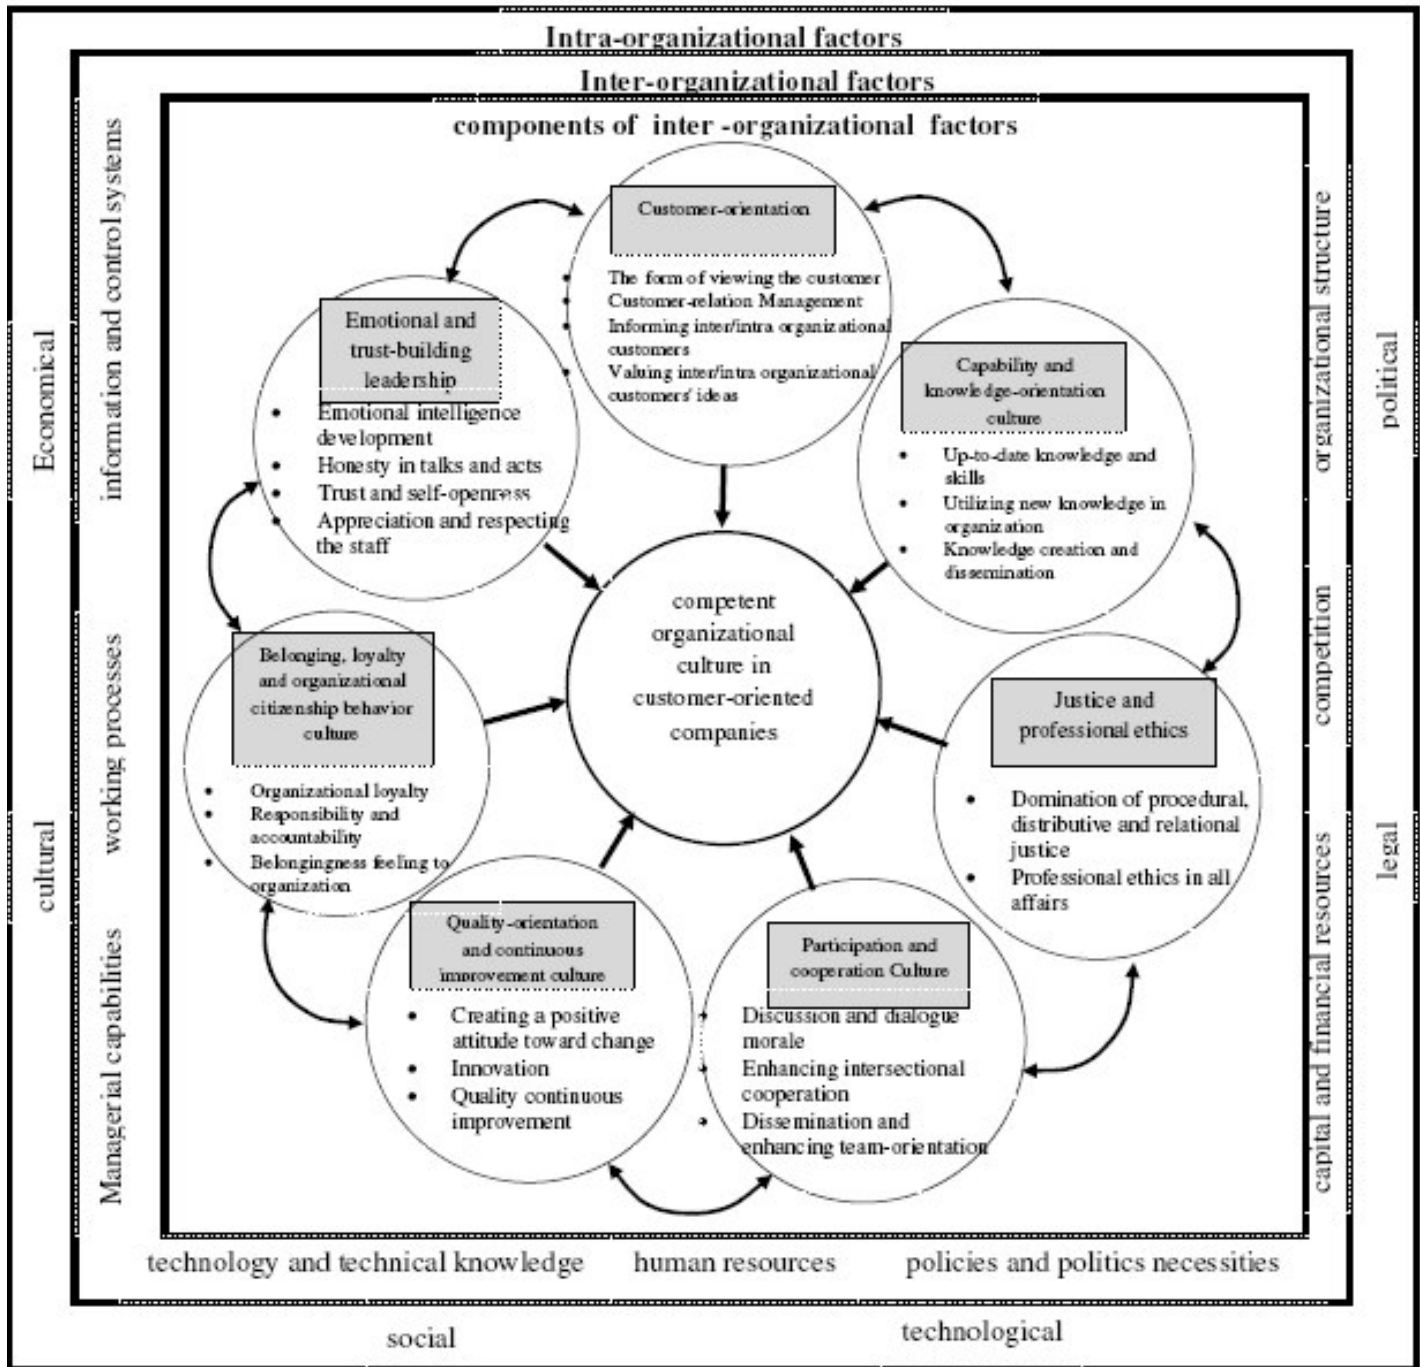 Intra-organizational factors
Inter-organizational factors
components of inter -organizational factors
Customer-orientation
The form of viewing the customer
Customer-relation Management
Informing inter/intra organizational
customers
Valuing inter/intra organizational
customers' ideas
Emotional and
trust-building
leadership
Emotional intelligence
development
Honesty in talks and acts
Trust and self-openness
Appreciation and respecting
the staff
Capability and
knowledge-orientation
culture
Up-to-date knowledge and
skills
Utilizing new knowledge in
organization
Knowledge creation and
dissemination
competent
organizational
culture in
customer-oriented
companies
Belonging, loyalty
and organizational
citizenship behavior
culture
Organizational loyalty
Responsibility and
accountability
Belongingness feeling to
organization
Justice and
professional ethics
Domination of procedural,
distributive and relational
justice
Professional ethics in all
affairs
Quality-orientation
and continuous
improvement culture
Creating a positive
attitude toward change
Innovation
Quality continuous
improvement
Participation and
cooperation Culture
Discussion and dialogue
morale
Enhancing intersectional
cooperation
Dissemination and
enhancing team-orientation
Economical
cultural
information and control systems
working processes
Managerial capabilities
organizational structure
competition
capital and financial resources
political
legal
technology and technical knowledge
human resources
policies and politics necessities
social
technological